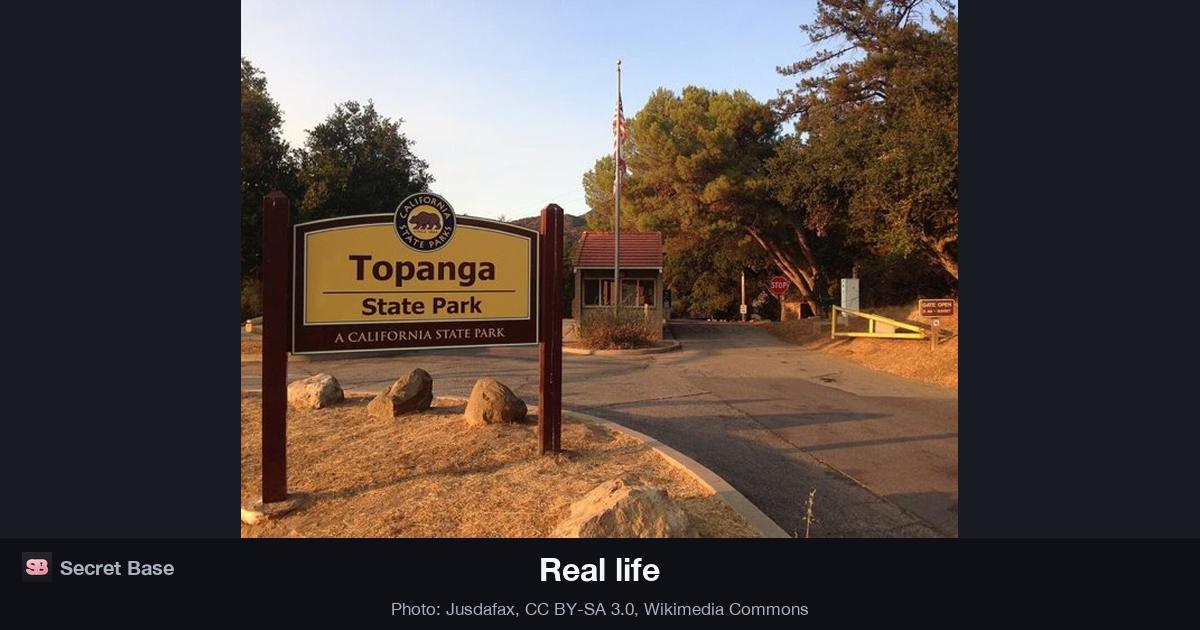 CALIFORNIA
STATE PARKS
Topanga
State Park
A CALIFORNIA STATE PARK
STOP
GATE OPEN
SB
Secret Base
Real life
Photo: Jusdafax, CC BY-SA 3.0, Wikimedia Commons